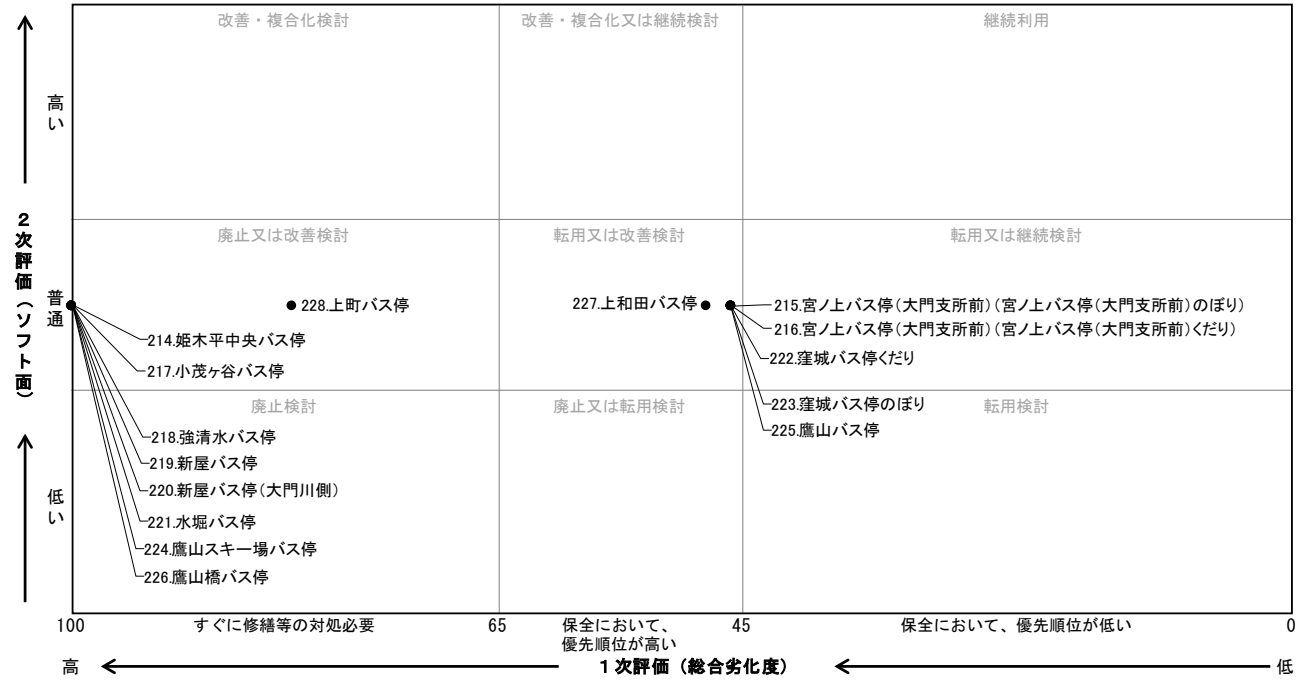 改善・複合化検討
改善・複合化又は継続検討
継続利用
高い
廃止又は改善検討
転用又は改善検討
転用又は継続検討
2次評価(ソフト面)
普通
228.上町バス停
227.上和田バス停
215.宮ノ上バス停(大門支所前)(宮ノ上バス停(大門支所前)のぼり)
216.宮ノ上バス停(大門支所前)(宮ノ上バス停(大門支所前)くだり)
214.姫木平中央バス停
222.窪城バス停くだり
217.小茂ヶ谷バス停
廃止検討
廃止又は転用検討
転用検討
223.窪城バス停のぼり
225.鷹山バス停
218.強清水バス停
219.新屋バス停
220.新屋バス停(大門川側)
低い
221.水堀バス停
224.鷹山スキー場バス停
226.鷹山橋バス停
100
すぐに修繕等の対処必要
65
保全において、
優先順位が高い
45
保全において、優先順位が低い
0
高
1次評価(総合劣化度)
低